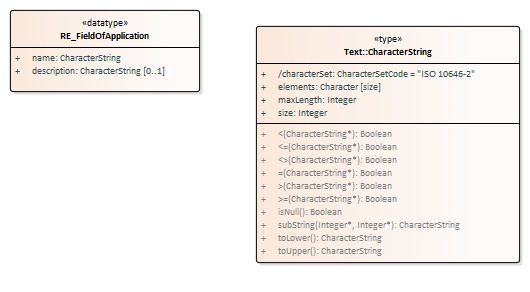 «datatype»
RE_FieldOfApplication
+ name: CharacterString
+ description: CharacterString [0..1]
«type»
Text::CharacterString
+ /characterSet: CharacterSetCode = "ISO 10646-2"
+ elements: Character [size]
+ maxLength: Integer
+ size: Integer
+ <(CharacterString*): Boolean
+ <=(CharacterString*): Boolean
+ <>(CharacterString*): Boolean
+ =(CharacterString*): Boolean
+ >(CharacterString*): Boolean
+ >=(CharacterString*): Boolean
+ isNull(): Boolean
+ subString(Integer*, Integer*): CharacterString
+ toLower(): CharacterString
+ toUpper(): CharacterString